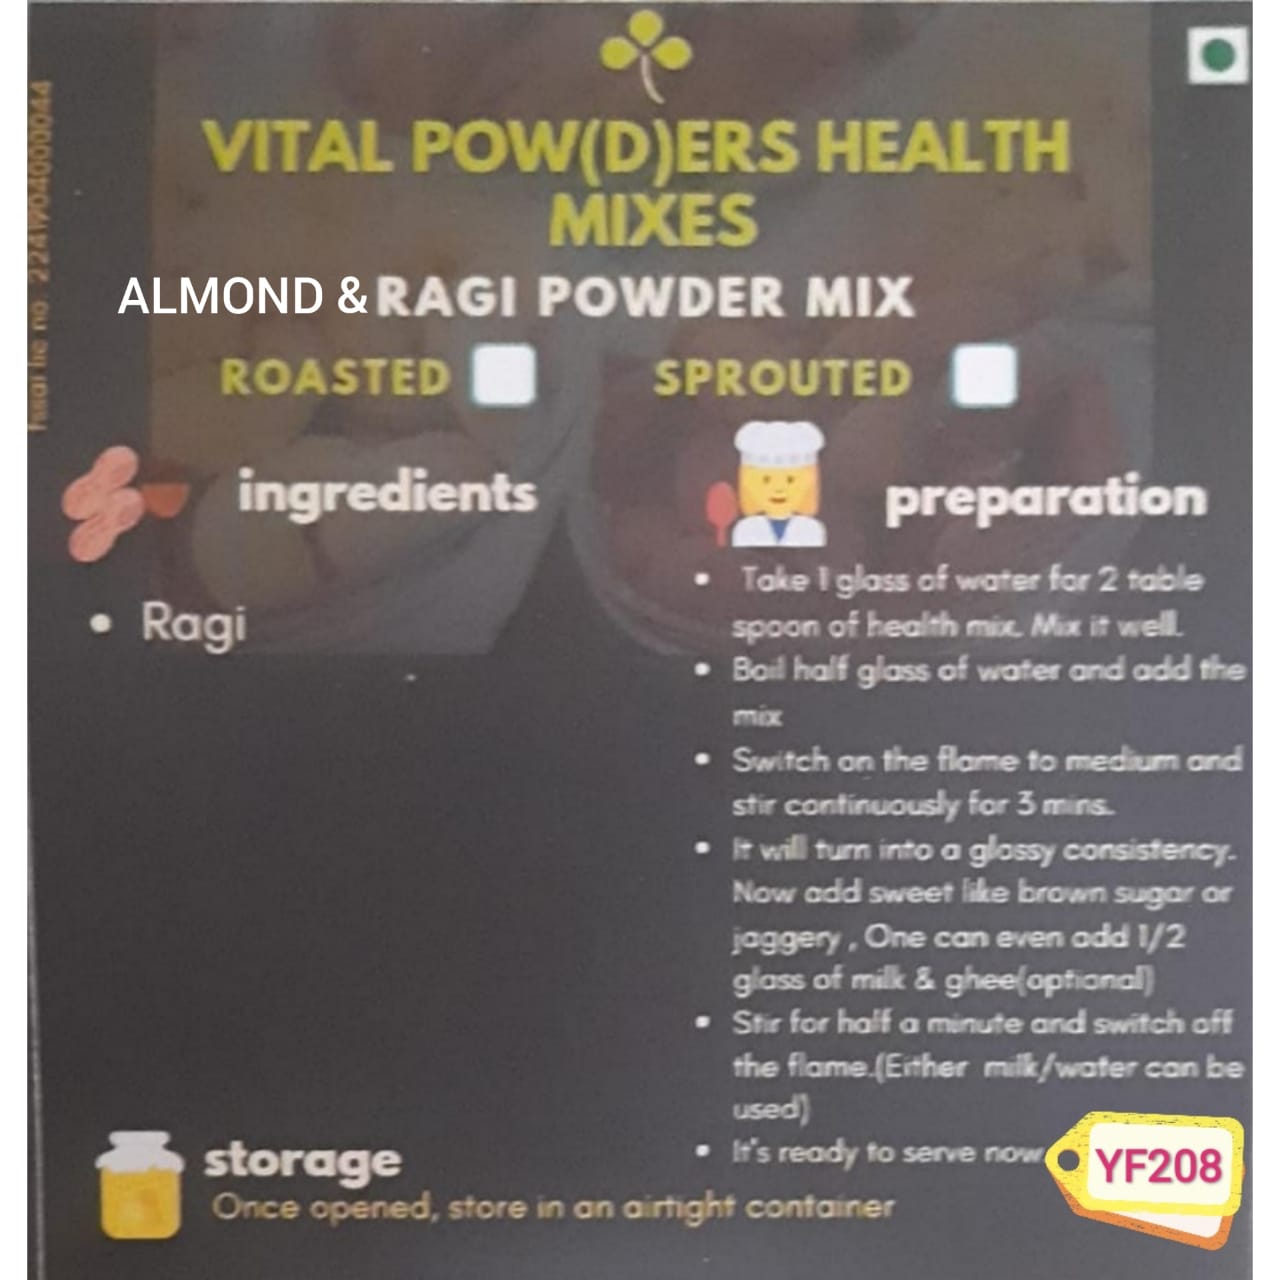 VITAL POW(D)ERS HEALTH
MIXES
ALMOND & RAGI POWDER MIX
ROASTED
SPROUTED
ingredients
Ragi
preparation
Take 1 glass of water for 2 table
spoon of health mix. Mix it well.
Boil half glass of water and add the
mix
Switch on the flame to medium and
stir continuously for 3 mins.
It will turn into a glossy consistency.
Now add sweet like brown sugar or
jaggery , One can even add 1/2
glass of milk & ghee(optional)
Stir for half a minute and switch off
the flame.(Either milk/water can be
used)
It's ready to serve now
storage
Once opened, store in an airtight container
YF208
fssai lic no 22419040000044